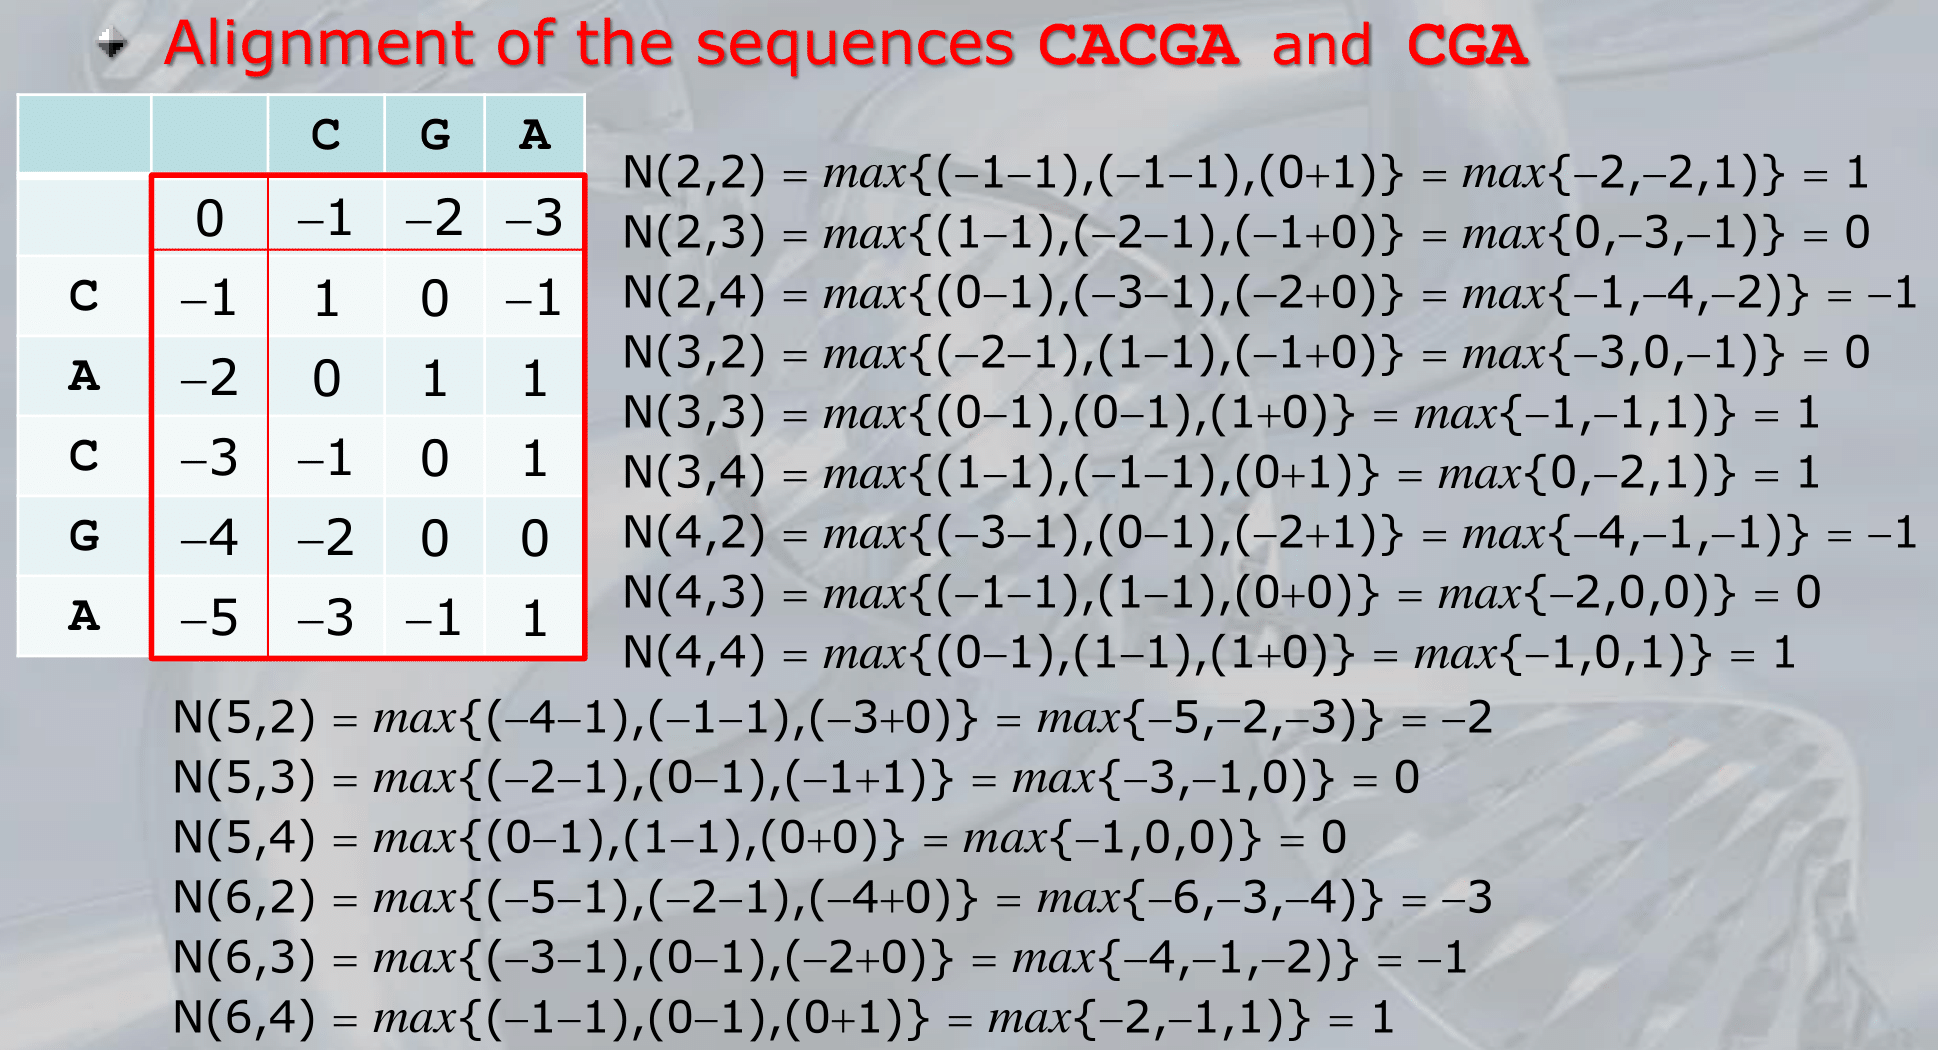 Alignment of the sequences CACGA and CGA
C G A
0 −1 −2 −3
C −1 1 0 −1
A −2 0 1 1
C −3 −1 0 1
G −4 −2 0 0
A −5 −3 −1 1
N(2,2) = max{(−1−1),(−1−1),(0+1)} = max{−2,−2,1)} = 1
N(2,3) = max{(1−1),(−2−1),(−1+0)} = max{0,−3,−1)} = 0
N(2,4) = max{(0−1),(−3−1),(−2+0)} = max{−1,−4,−2)} = −1
N(3,2) = max{(−2−1),(1−1),(−1+0)} = max{−3,0,−1)} = 0
N(3,3) = max{(0−1),(0−1),(1+0)} = max{−1,−1,1)} = 1
N(3,4) = max{(1−1),(−1−1),(0+1)} = max{0,−2,1)} = 1
N(4,2) = max{(−3−1),(0−1),(−2+1)} = max{−4,−1,−1)} = −1
N(4,3) = max{(−1−1),(1−1),(0+0)} = max{−2,0,0)} = 0
N(4,4) = max{(0−1),(1−1),(1+0)} = max{−1,0,1)} = 1
N(5,2) = max{(−4−1),(−1−1),(−3+0)} = max{−5,−2,−3)} = −2
N(5,3) = max{(−2−1),(0−1),(−1+1)} = max{−3,−1,0)} = 0
N(5,4) = max{(0−1),(1−1),(0+0)} = max{−1,0,0)} = 0
N(6,2) = max{(−5−1),(−2−1),(−4+0)} = max{−6,−3,−4)} = −3
N(6,3) = max{(−3−1),(0−1),(−2+0)} = max{−4,−1,−2)} = −1
N(6,4) = max{(−1−1),(0−1),(0+1)} = max{−2,−1,1)} = 1